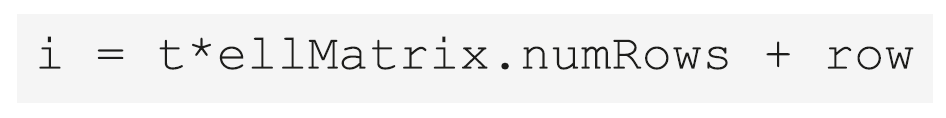 i = t*ellMatrix.numRows + row